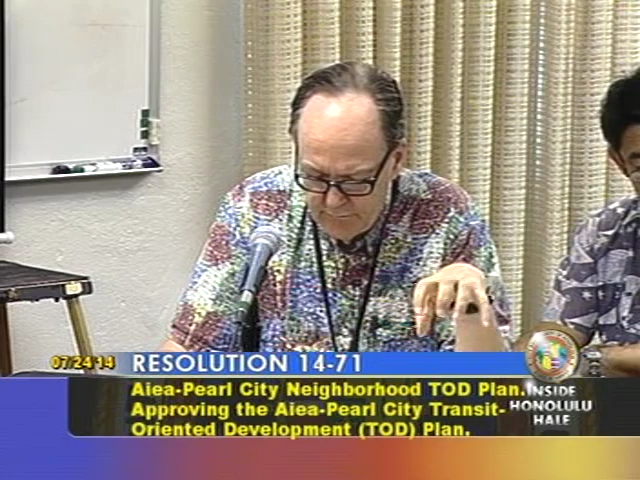 07/24/14
RESOLUTION 14-71
Aiea-Pearl City Neighborhood TOD Plan.
Approving the Aiea-Pearl City Transit-
Oriented Development (TOD) Plan.
INSIDE
HONOLULU
HALE